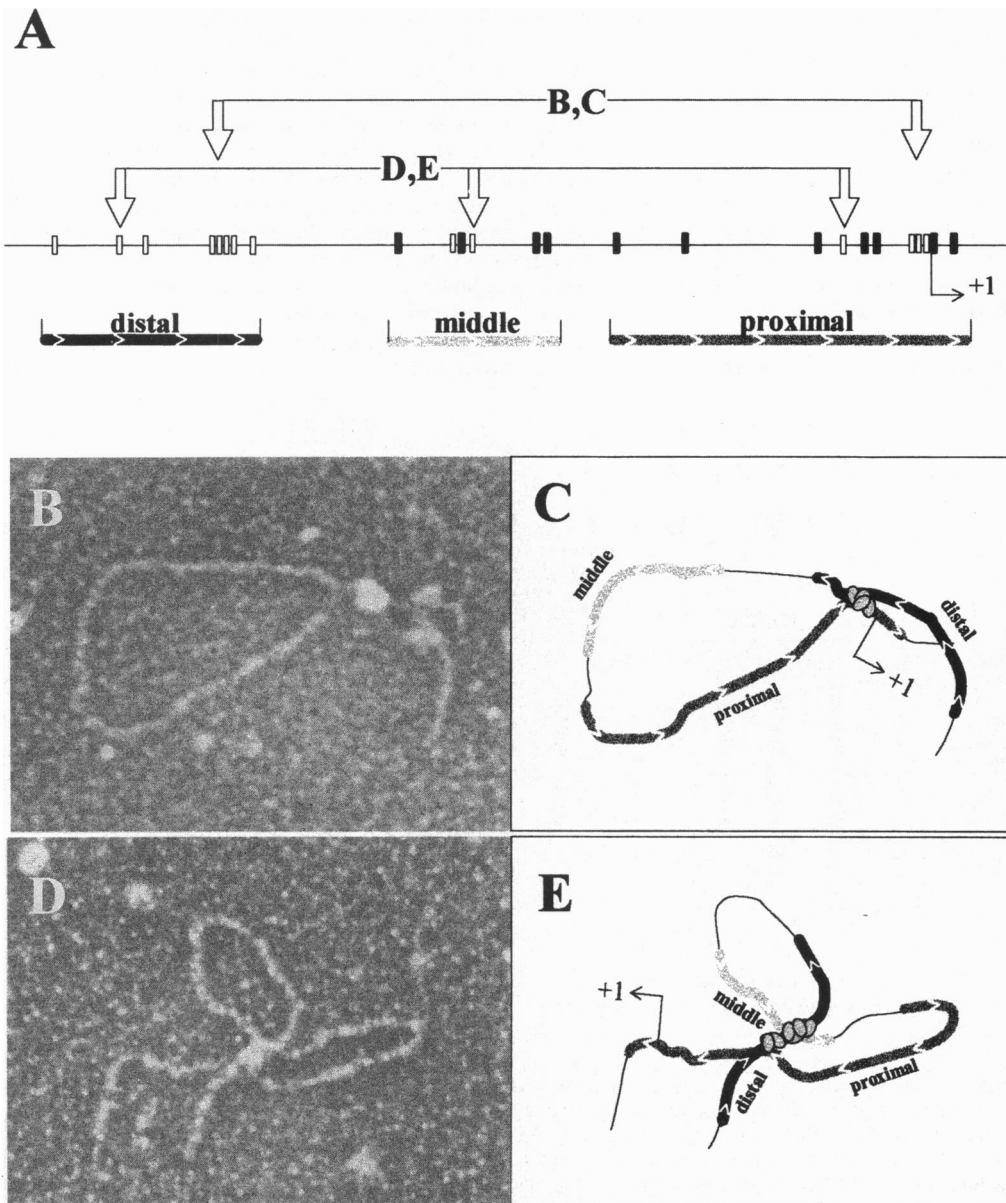 A
B,C
D,E
+1
distal
middle
proximal
B
C
middle
distal
+1
proximal
D
E
+1
middle
distal
proximal